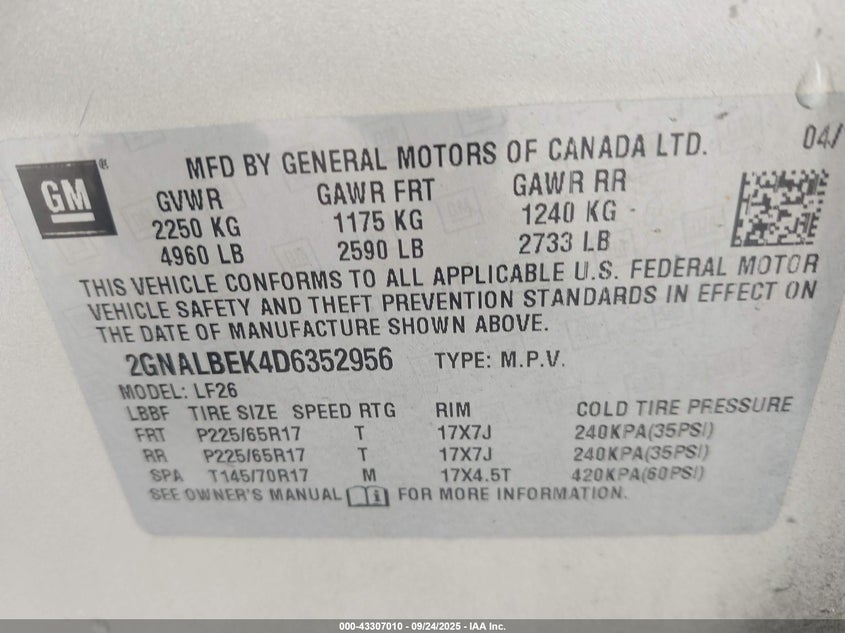 MFD BY GENERAL MOTORS OF CANADA LTD. 04/
GM®
GVWR GAWR FRT GAWR RR
2250 KG 1175 KG 1240 KG
4960 LB 2590 LB 2733 LB
THIS VEHICLE CONFORMS TO ALL APPLICABLE U.S. FEDERAL MOTOR
VEHICLE SAFETY AND THEFT PREVENTION STANDARDS IN EFFECT ON
THE DATE OF MANUFACTURE SHOWN ABOVE.
2GNALBEK4D6352956 TYPE: M.P.V.
MODEL: LF26
LBBF TIRE SIZE SPEED RTG RIM COLD TIRE PRESSURE
FRT P225/65R17 T 17X7J 240KPA(35PSI)
RR P225/65R17 T 17X7J 240KPA(35PSI)
SPA T145/70R17 M 17X4.5T 420KPA(60PSI)
SEE OWNER'S MANUAL FOR MORE INFORMATION.
000-43307010 - 09/24/2025 - IAA Inc.